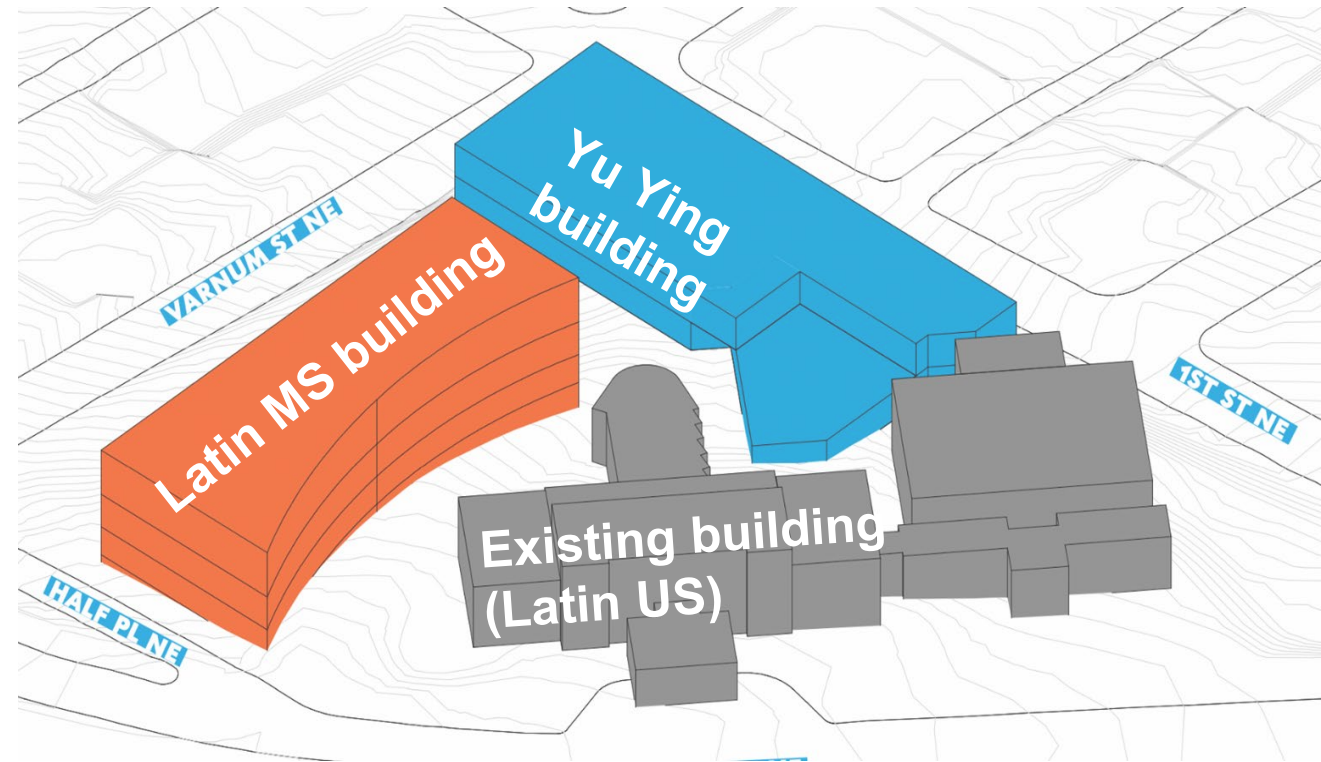 Yu Ying
building
VARNUM ST NE
Latin MS building
1ST ST NE
Existing building
(Latin US)
HALF PL NE